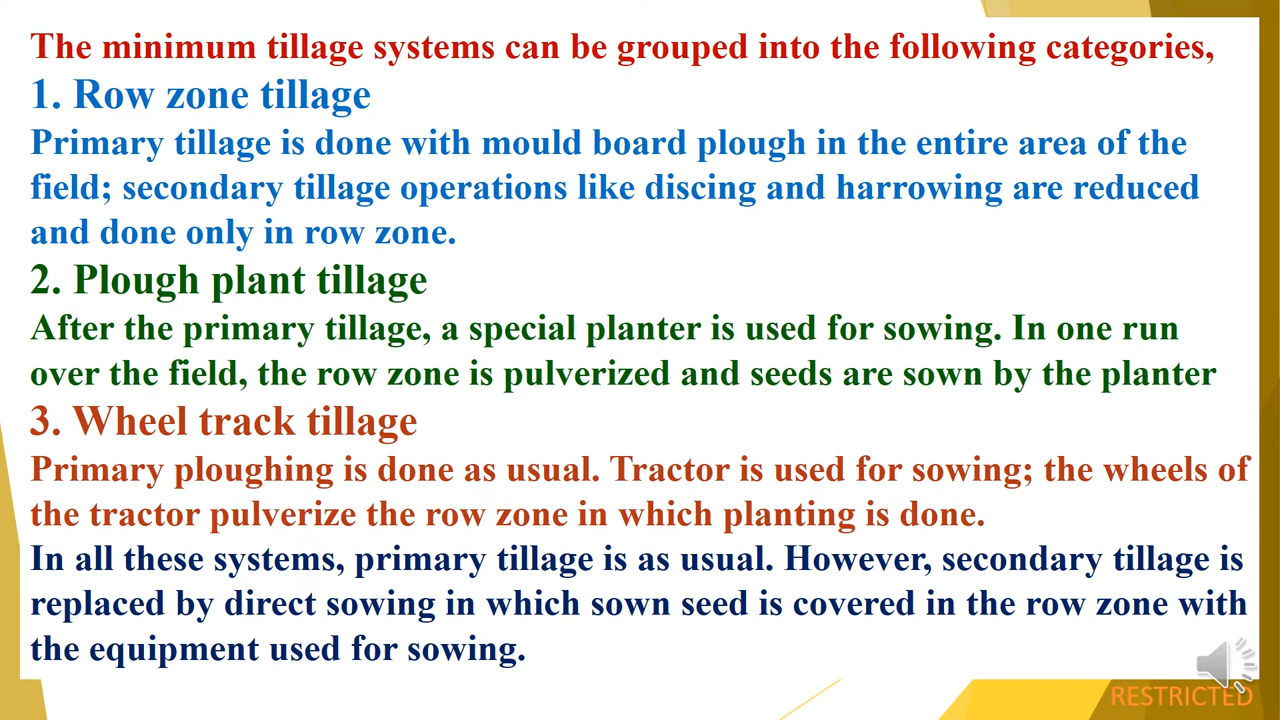 The minimum tillage systems can be grouped into the following categories,
1. Row zone tillage
Primary tillage is done with mould board plough in the entire area of the
field; secondary tillage operations like discing and harrowing are reduced
and done only in row zone.
2. Plough plant tillage
After the primary tillage, a special planter is used for sowing. In one run
over the field, the row zone is pulverized and seeds are sown by the planter
3. Wheel track tillage
Primary ploughing is done as usual. Tractor is used for sowing; the wheels of
the tractor pulverize the row zone in which planting is done.
In all these systems, primary tillage is as usual. However, secondary tillage is
replaced by direct sowing in which sown seed is covered in the row zone with
the equipment used for sowing.
RESTRICTED